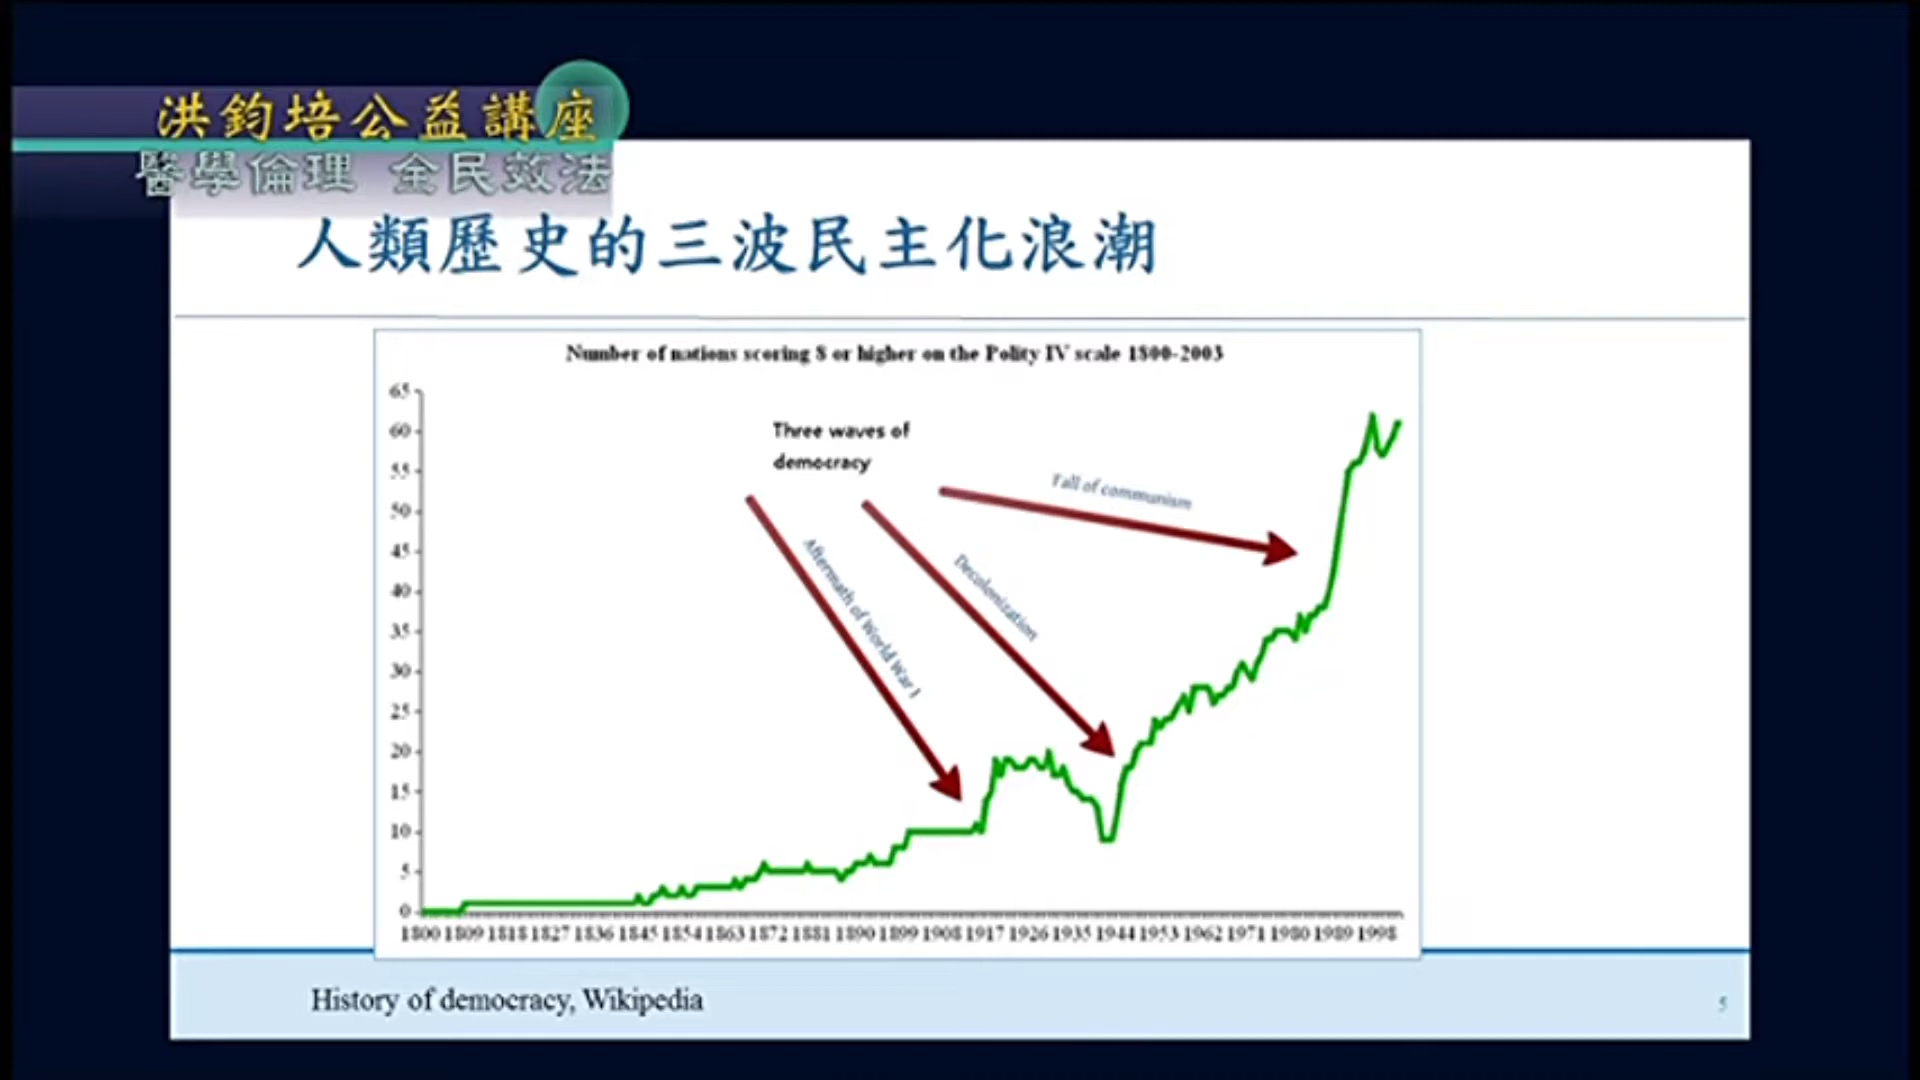 洪鈞培公益講座
醫學倫理 全民效法
人類歷史的三波民主化浪潮
Number of nations scoring 8 or higher on the Polity IV scale 1800-2003
65
60
55
50
45
40
35
30
25
20
15
10
5
0
Three waves of
democracy
Fall of communism
Decolonization
Aftermath of World War I
1800 1809 1818 1827 1836 1845 1854 1863 1872 1881 1890 1899 1908 1917 1926 1935 1944 1953 1962 1971 1980 1989 1998
History of democracy, Wikipedia
5